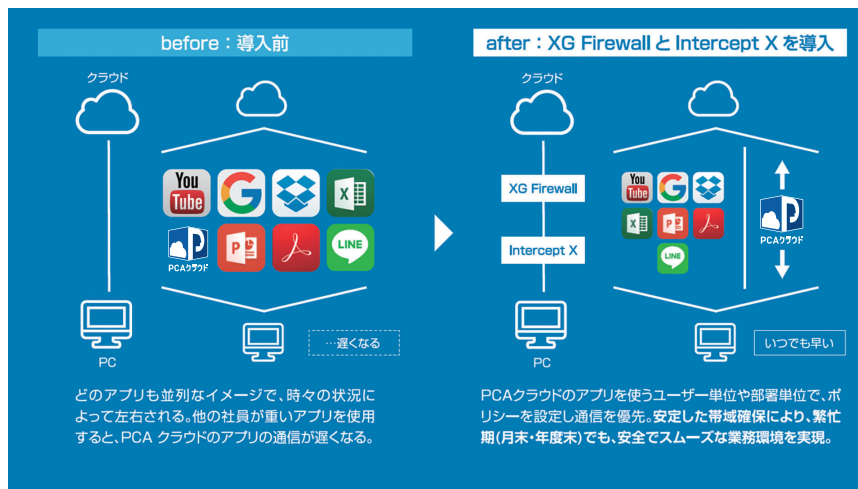 before：導入前
クラウド
You
Tube
G
X
PCAクラウド
P
LINE
PC
…遅くなる
どのアプリも並列なイメージで、時々の状況に
よって左右される。他の社員が重いアプリを使用
すると、PCA クラウドのアプリの通信が遅くなる。
after：XG Firewall と Intercept X を導入
クラウド
XG Firewall
Intercept X
PC
You
Tube
G
X
P
LINE
PCAクラウド
いつでも早い
PCAクラウドのアプリを使うユーザー単位や部署単位で、ポ
リシーを設定し通信を優先。安定した帯域確保により、繁忙
期(月末・年度末)でも、安全でスムーズな業務環境を実現。